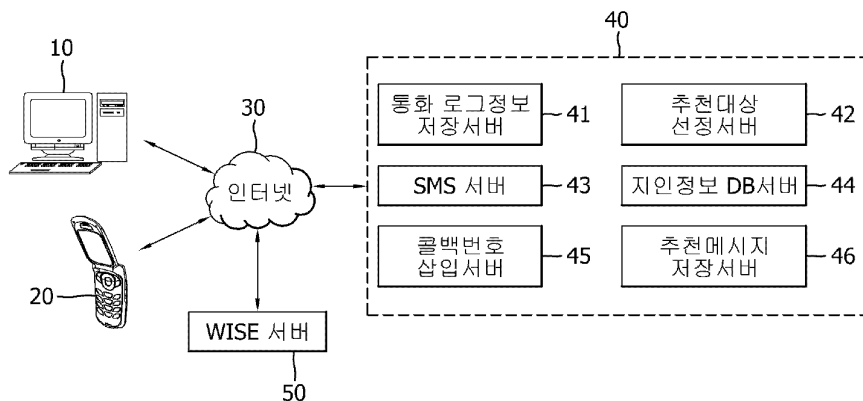 10
40
통화 로그정보
저장서버
41
추천대상
선정서버
42
30
인터넷
SMS 서버
43
지인정보 DB서버
44
콜백번호
삽입서버
45
추천메시지
저장서버
46
20
WISE 서버
50